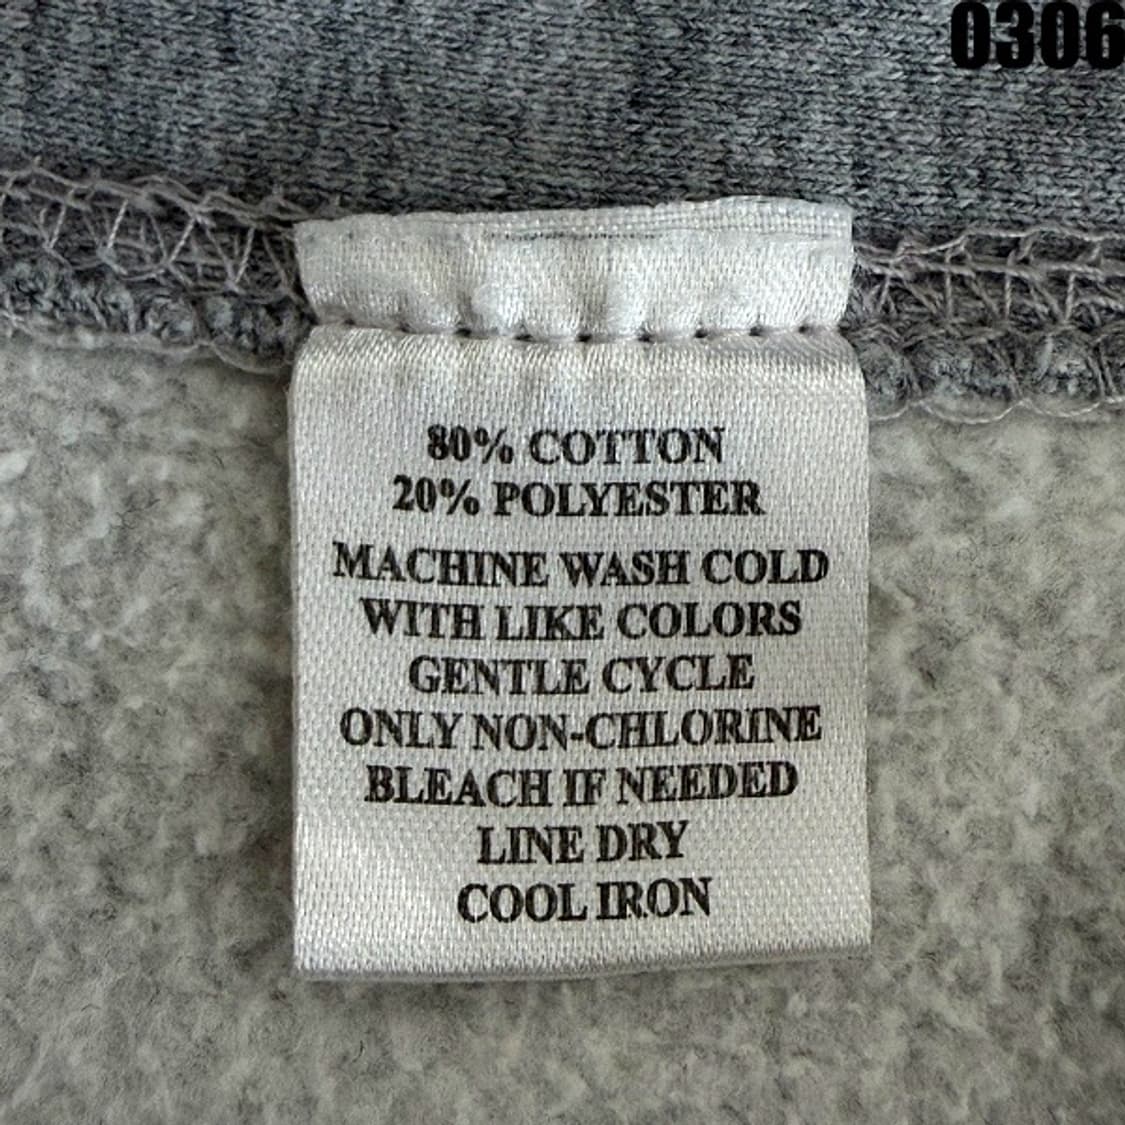 0306
80% COTTON
20% POLYESTER
MACHINE WASH COLD
WITH LIKE COLORS
GENTLE CYCLE
ONLY NON-CHLORINE
BLEACH IF NEEDED
LINE DRY
COOL IRON